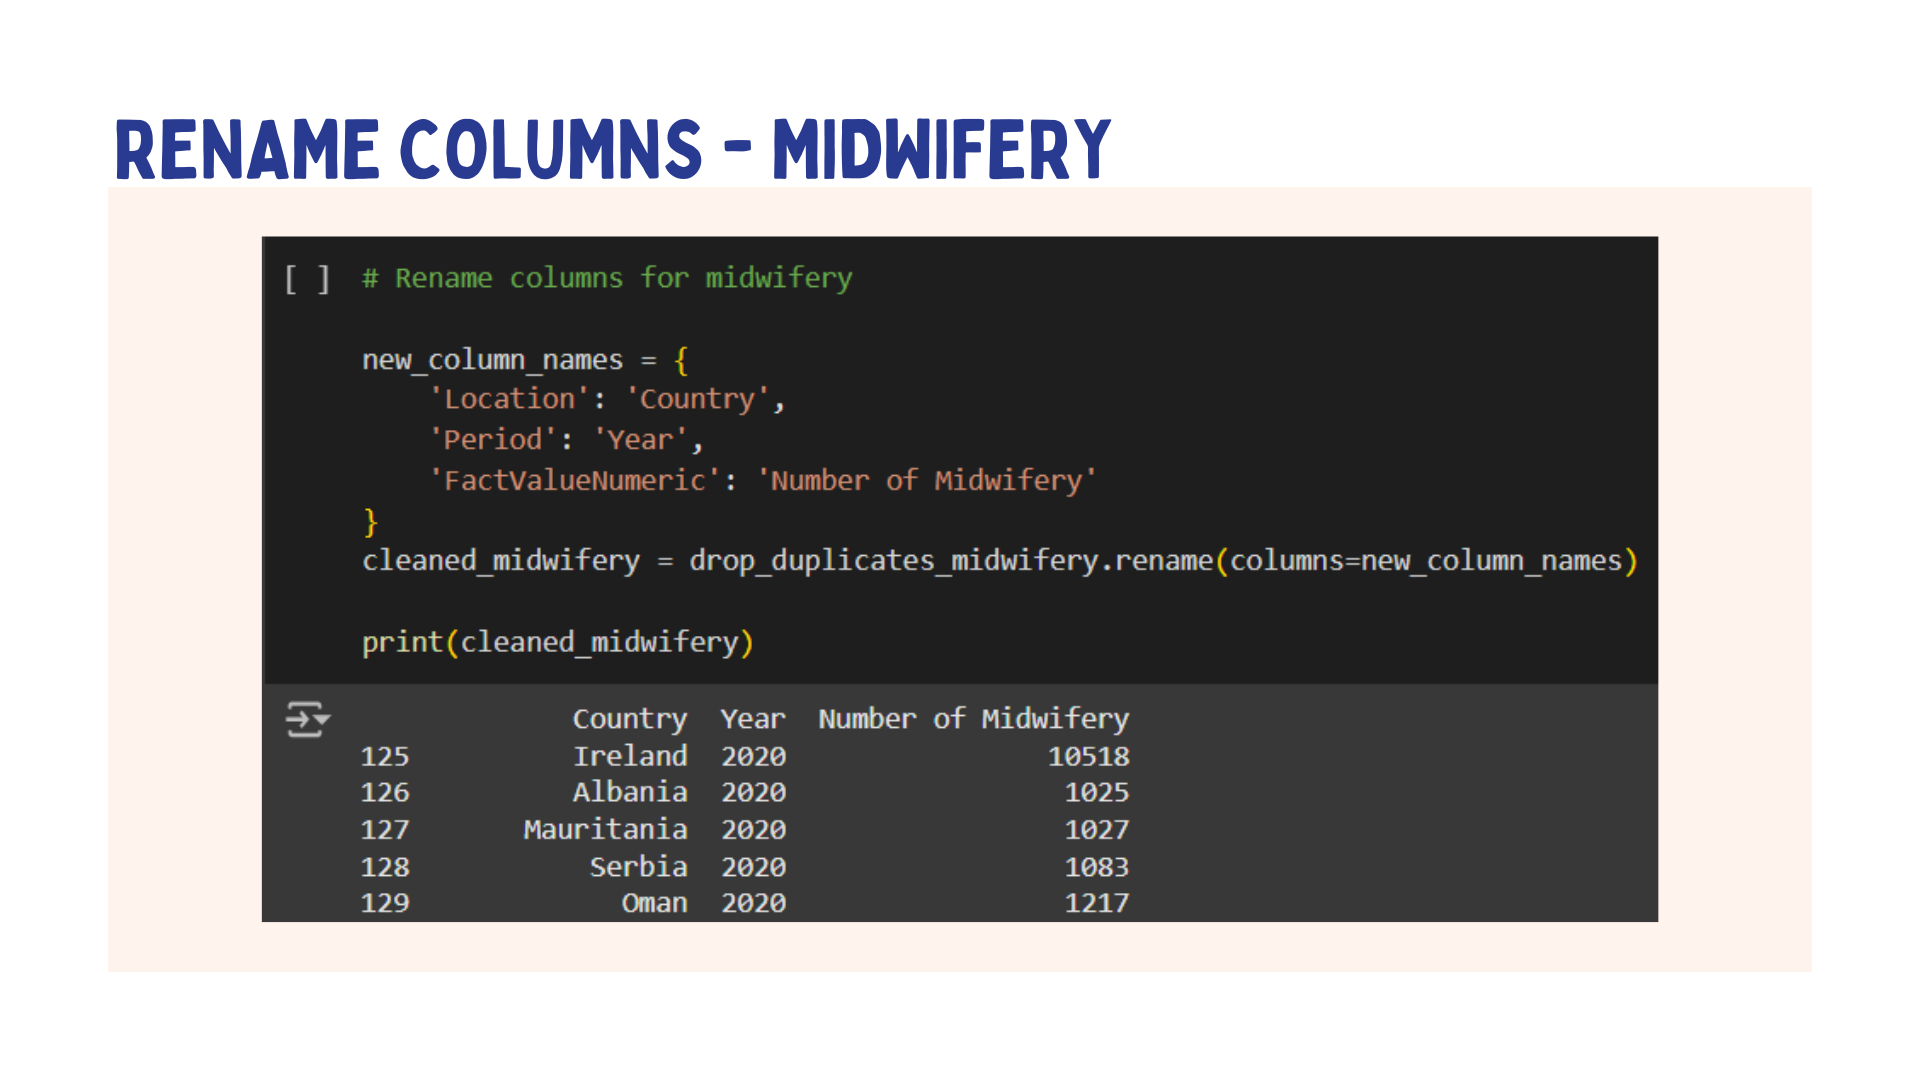 RENAME COLUMNS - MIDWIFERY
[ ] # Rename columns for midwifery
new_column_names = {
'Location': 'Country',
'Period': 'Year',
'FactValueNumeric': 'Number of Midwifery'
}
cleaned_midwifery = drop_duplicates_midwifery.rename(columns=new_column_names)
print(cleaned_midwifery)
Country Year Number of Midwifery
125 Ireland 2020 10518
126 Albania 2020 1025
127 Mauritania 2020 1027
128 Serbia 2020 1083
129 Oman 2020 1217